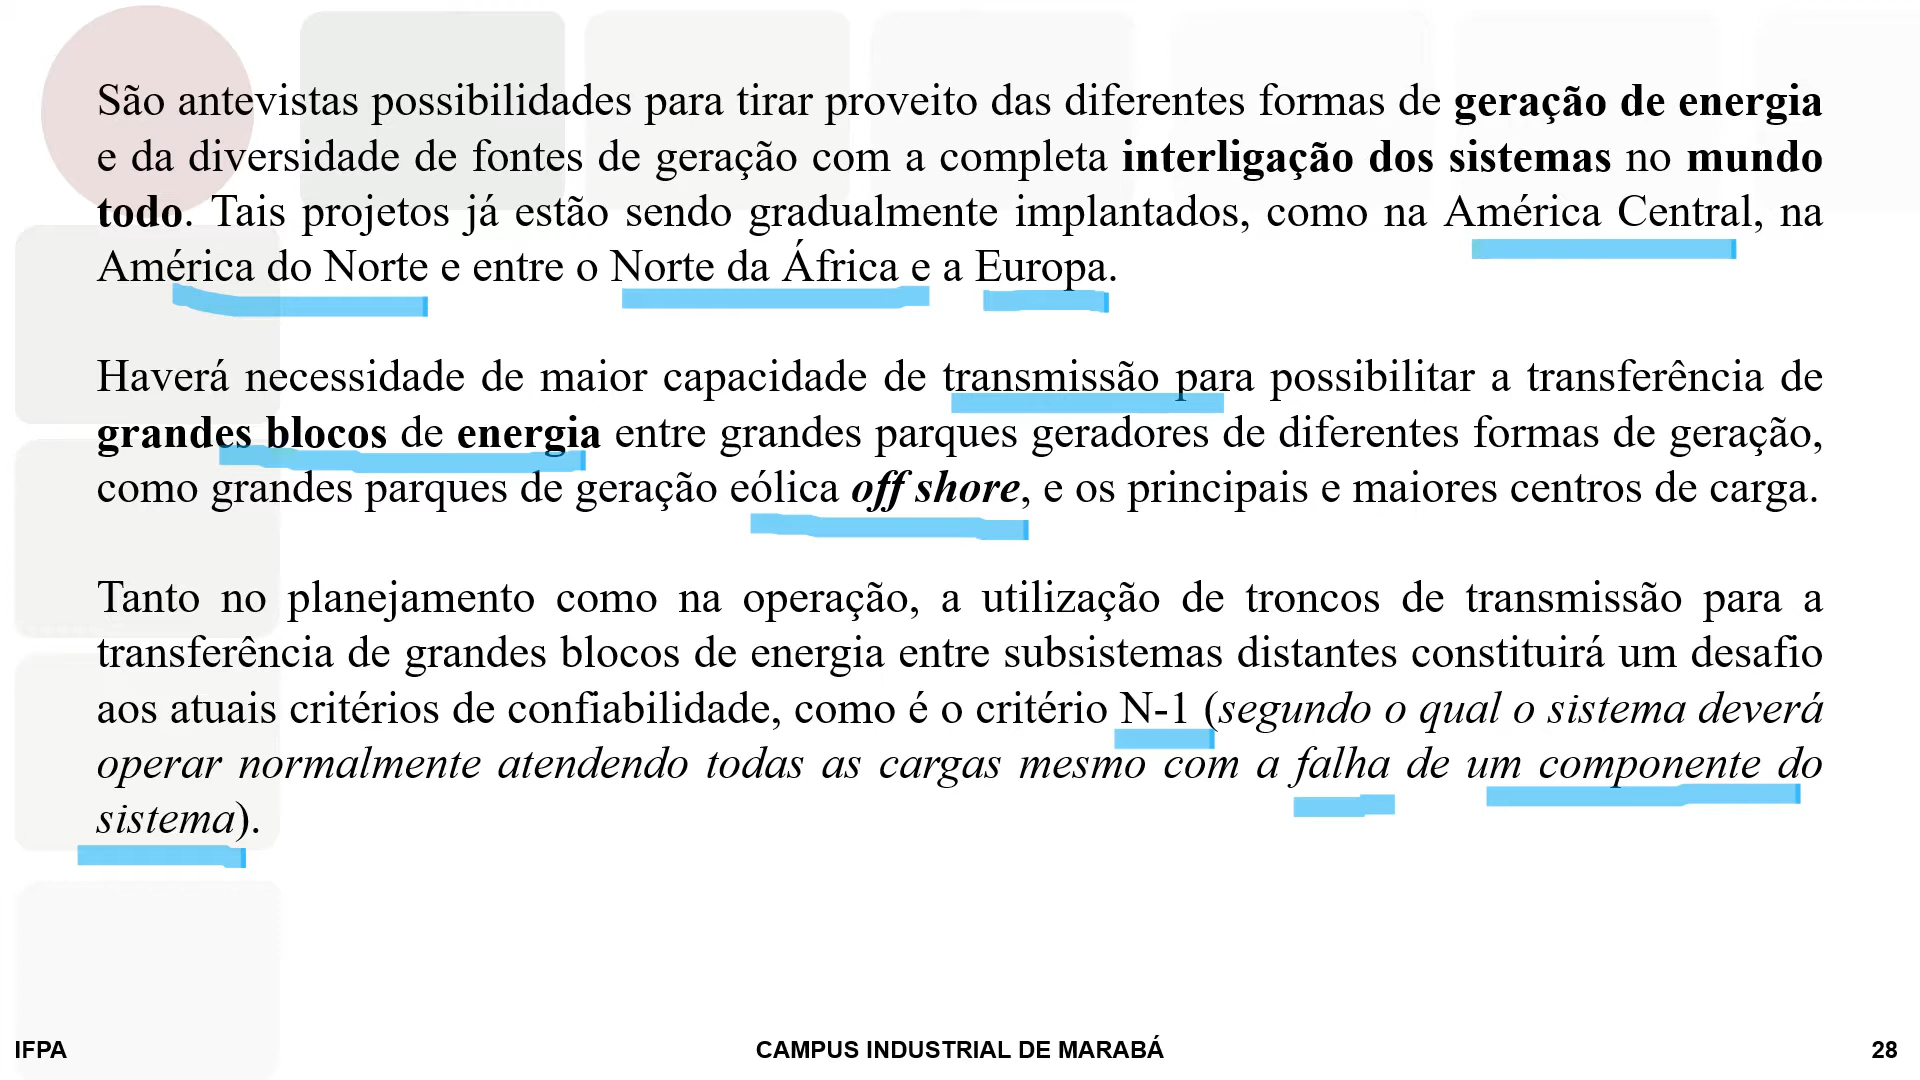 São antevistas possibilidades para tirar proveito das diferentes formas de geração de energia
e da diversidade de fontes de geração com a completa interligação dos sistemas no mundo
todo. Tais projetos já estão sendo gradualmente implantados, como na América Central, na
América do Norte e entre o Norte da África e a Europa.
Haverá necessidade de maior capacidade de transmissão para possibilitar a transferência de
grandes blocos de energia entre grandes parques geradores de diferentes formas de geração,
como grandes parques de geração eólica off shore, e os principais e maiores centros de carga.
Tanto no planejamento como na operação, a utilização de troncos de transmissão para a
transferência de grandes blocos de energia entre subsistemas distantes constituirá um desafio
aos atuais critérios de confiabilidade, como é o critério N-1 (segundo o qual o sistema deverá
operar normalmente atendendo todas as cargas mesmo com a falha de um componente do
sistema).
IFPA CAMPUS INDUSTRIAL DE MARABÁ 28